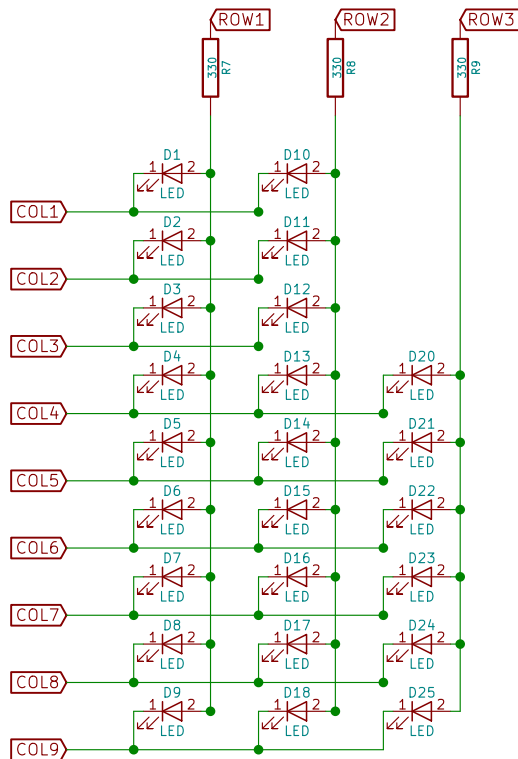 ROW1 ROW2 ROW3
330 R7 330 R8 330 R9
D1 D10
1 2 1 2
LED LED
COL1
D2 D11
1 2 1 2
LED LED
COL2
D3 D12
1 2 1 2
LED LED
COL3
D4 D13 D20
1 2 1 2 1 2
LED LED LED
COL4
D5 D14 D21
1 2 1 2 1 2
LED LED LED
COL5
D6 D15 D22
1 2 1 2 1 2
LED LED LED
COL6
D7 D16 D23
1 2 1 2 1 2
LED LED LED
COL7
D8 D17 D24
1 2 1 2 1 2
LED LED LED
COL8
D9 D18 D25
1 2 1 2 1 2
LED LED LED
COL9